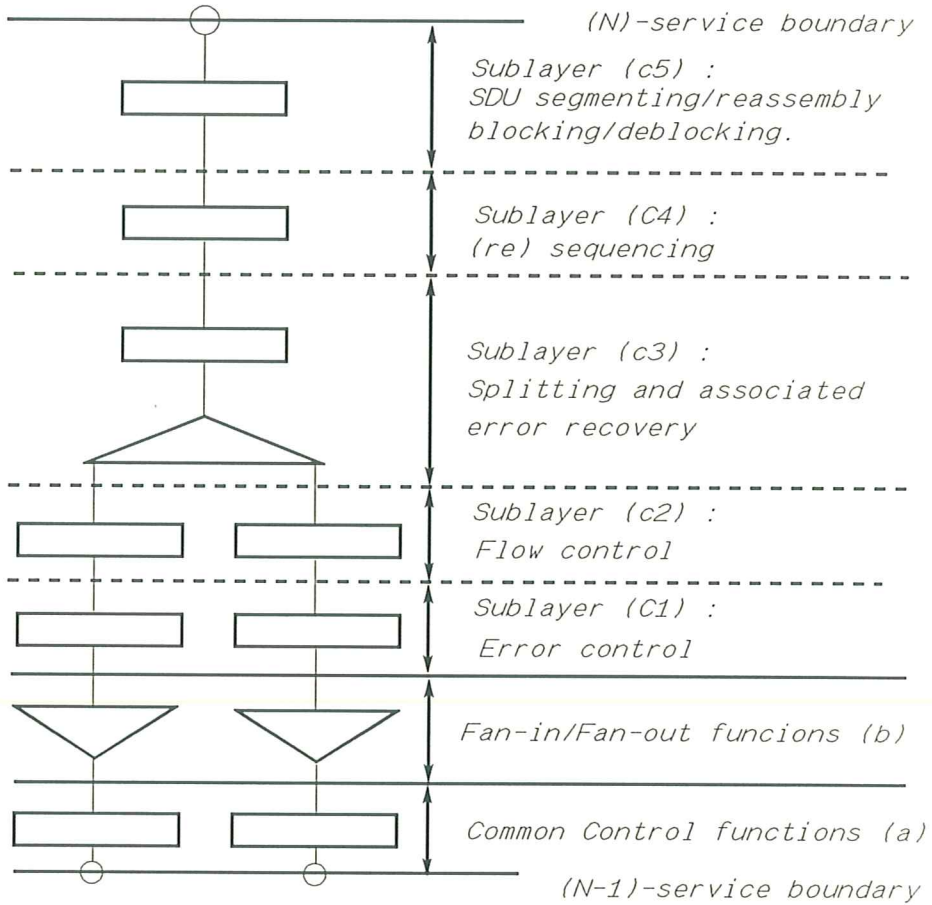 (N)-service boundary
Sublayer (c5) :
SDU segmenting/reassembly
blocking/deblocking.
Sublayer (C4) :
(re) sequencing
Sublayer (c3) :
Splitting and associated
error recovery
Sublayer (c2) :
Flow control
Sublayer (C1) :
Error control
Fan-in/Fan-out funcions (b)
Common Control functions (a)
(N-1)-service boundary